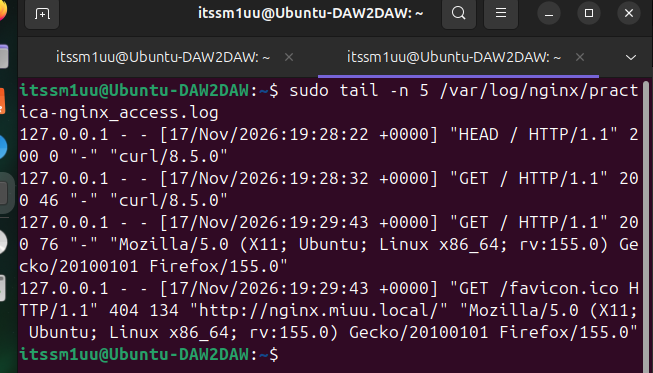 itssm1uu@Ubuntu-DAW2DAW: ~
itssm1uu@Ubuntu-DAW2DAW: ~
itssm1uu@Ubuntu-DAW2DAW: ~
itssm1uu@Ubuntu-DAW2DAW:~$ sudo tail -n 5 /var/log/nginx/pract
ica-nginx_access.log
127.0.0.1 - - [17/Nov/2026:19:28:22 +0000] "HEAD / HTTP/1.1" 2
00 0 "-" "curl/8.5.0"
127.0.0.1 - - [17/Nov/2026:19:28:32 +0000] "GET / HTTP/1.1" 20
0 46 "-" "curl/8.5.0"
127.0.0.1 - - [17/Nov/2026:19:29:43 +0000] "GET / HTTP/1.1" 20
0 76 "-" "Mozilla/5.0 (X11; Ubuntu; Linux x86_64; rv:155.0) Ge
cko/20100101 Firefox/155.0"
127.0.0.1 - - [17/Nov/2026:19:29:43 +0000] "GET /favicon.ico H
TTP/1.1" 404 134 "http://nginx.miuu.local/" "Mozilla/5.0 (X11;
 Ubuntu; Linux x86_64; rv:155.0) Gecko/20100101 Firefox/155.0"
itssm1uu@Ubuntu-DAW2DAW:~$